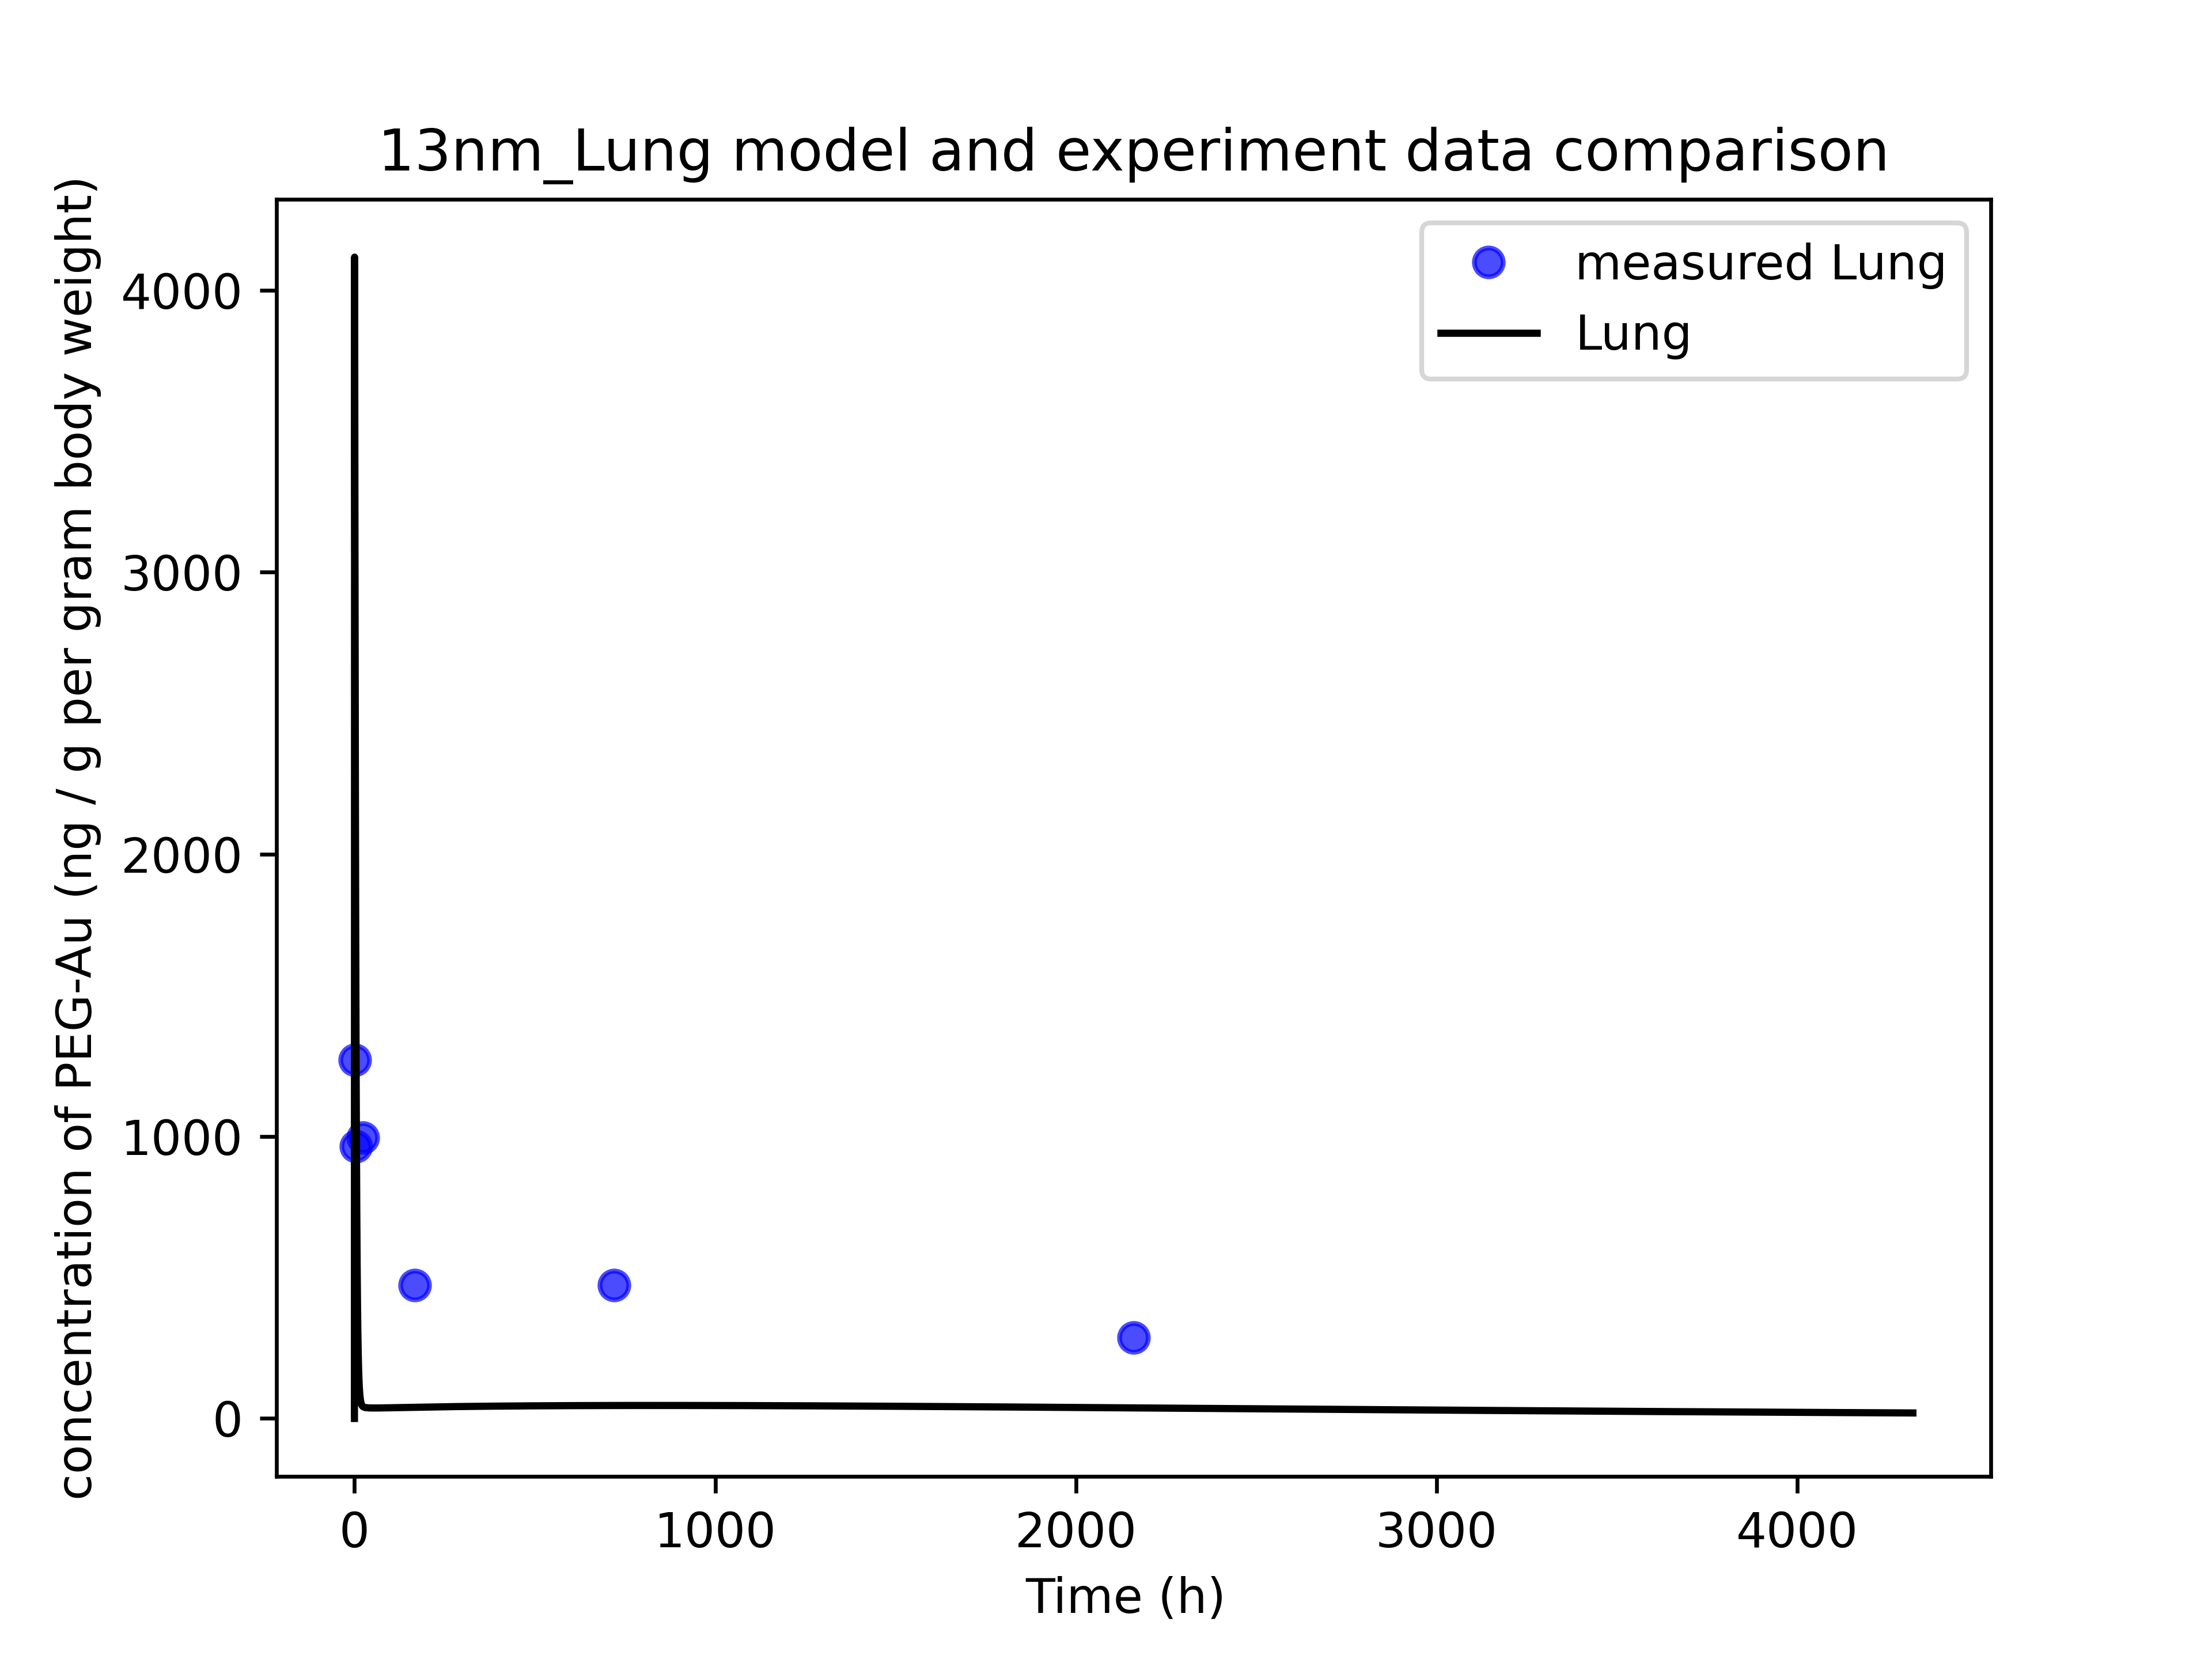 13nm_Lung model and experiment data comparison
concentration of PEG-Au (ng / g per gram body weight)
measured Lung
Lung
4000
3000
2000
1000
0
0
1000
2000
3000
4000
Time (h)